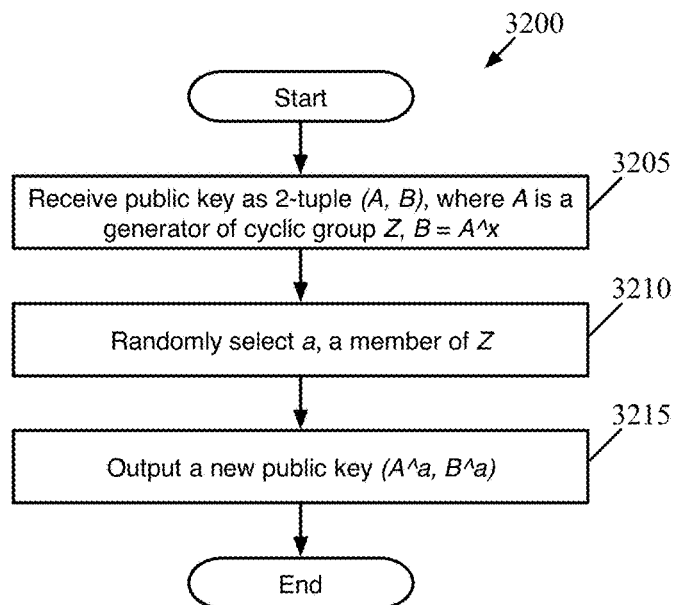 3200
Start
3205
Receive public key as 2-tuple (A, B), where A is a
generator of cyclic group Z, B = A^x
3210
Randomly select a, a member of Z
3215
Output a new public key (A^a, B^a)
End